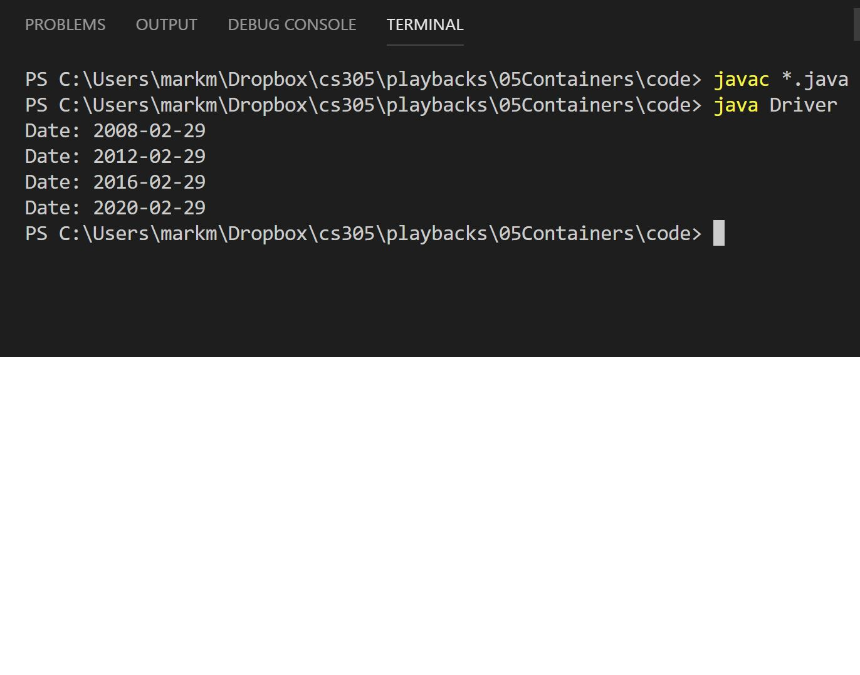 PROBLEMS OUTPUT DEBUG CONSOLE TERMINAL
PS C:\Users\markm\Dropbox\cs305\playbacks\05Containers\code> javac *.java
PS C:\Users\markm\Dropbox\cs305\playbacks\05Containers\code> java Driver
Date: 2008-02-29
Date: 2012-02-29
Date: 2016-02-29
Date: 2020-02-29
PS C:\Users\markm\Dropbox\cs305\playbacks\05Containers\code>